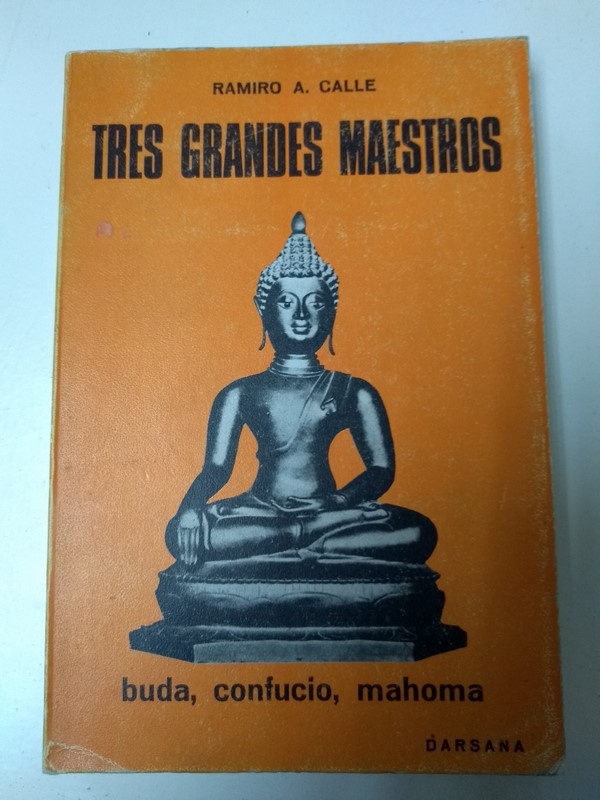 RAMIRO A. CALLE
TRES GRANDES MAESTROS
buda, confucio, mahoma
DARSANA